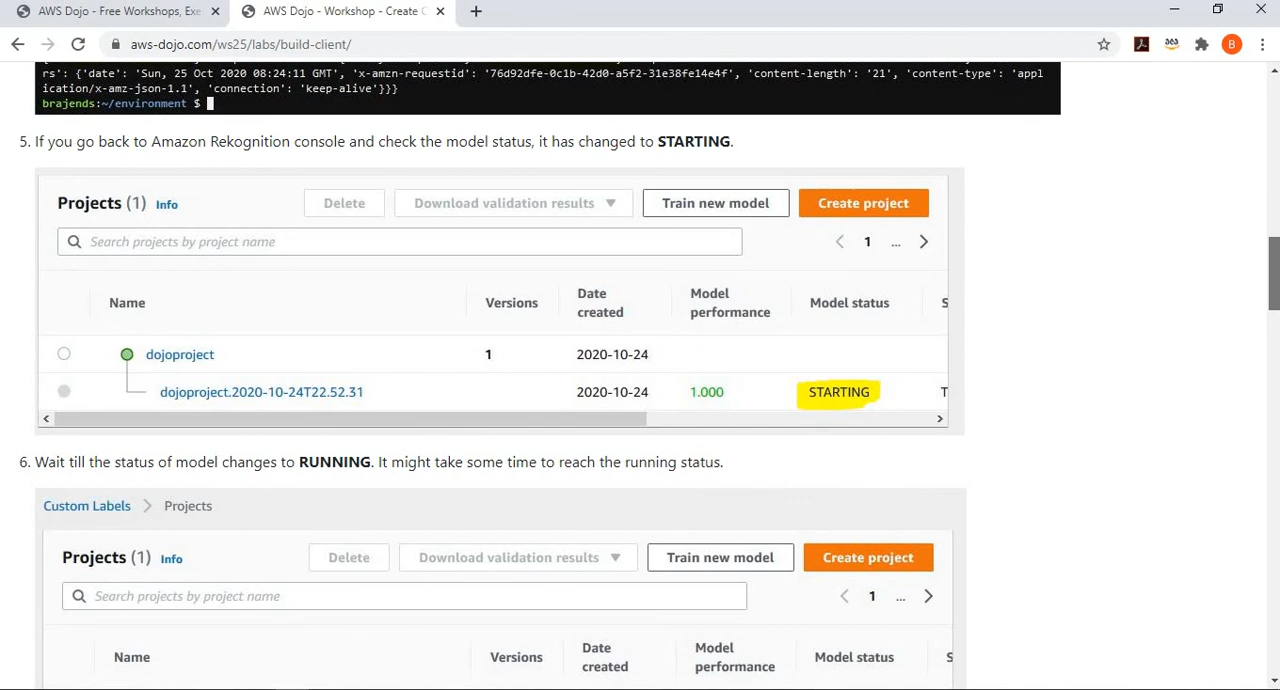 AWS Dojo - Free Workshops, Exe
AWS Dojo - Workshop - Create C
aws-dojo.com/ws25/labs/build-client/
B
rs': {'date': 'Sun, 25 Oct 2020 08:24:11 GMT', 'x-amzn-requestid': '76d92dfe-0c1b-42d0-a5f2-31e38fe14e4f', 'content-length': '21', 'content-type': 'appl
ication/x-amz-json-1.1', 'connection': 'keep-alive'}}}
brajends:~/environment $
5. If you go back to Amazon Rekognition console and check the model status, it has changed to STARTING.
Projects (1) Info Delete Download validation results ▼ Train new model Create project
Search projects by project name < 1 ... >
Name Versions Date created Model performance Model status S
dojoproject 1 2020-10-24
dojoproject.2020-10-24T22.52.31 2020-10-24 1.000 STARTING T
6. Wait till the status of model changes to RUNNING. It might take some time to reach the running status.
Custom Labels > Projects
Projects (1) Info Delete Download validation results ▼ Train new model Create project
Search projects by project name < 1 ... >
Name Versions Date created Model performance Model status S